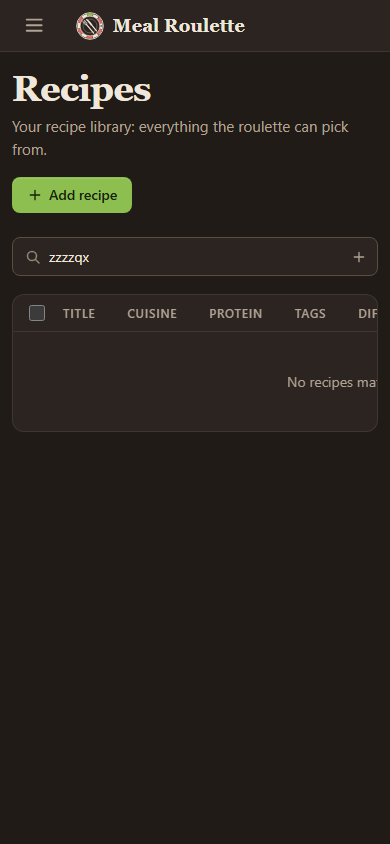 Meal Roulette
Recipes
Your recipe library: everything the roulette can pick
from.
+ Add recipe
zzzzqx +
TITLE CUISINE PROTEIN TAGS DIF
No recipes ma